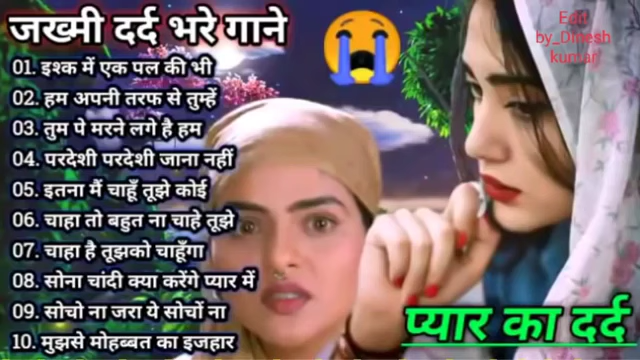 जख्मी दर्द भरे गाने
01. इश्क में एक पल की भी
02. हम अपनी तरफ से तुम्हें
03. तुम पे मरने लगे है हम
04. परदेशी परदेशी जाना नहीं
05. इतना मैं चाहूँ तूझे कोई
06. चाहा तो बहुत ना चाहे तूझे
07. चाहा है तूझको चाहूँगा
08. सोना चांदी क्या करेंगे प्यार में
09. सोचो ना जरा ये सोचों ना
10. मुझसे मोहब्बत का इजहार
Edit
by_Dinesh
kumar
प्यार का दर्द